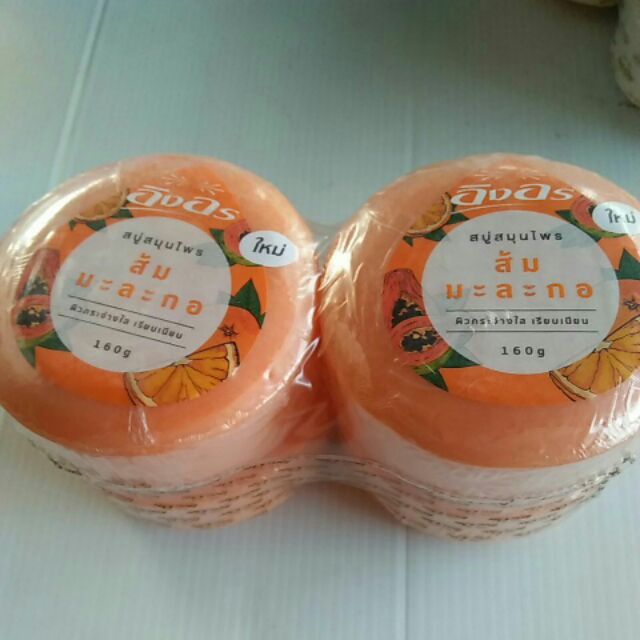 อิงอร
สบู่สมุนไพร
ใหม่
ส้ม
มะละกอ
ผิวกระจ่างใส เรียบเนียน
160g
อิงอร
สบู่สมุนไพร
ใหม่
ส้ม
มะละกอ
ผิวกระจ่างใส เรียบเนียน
160g